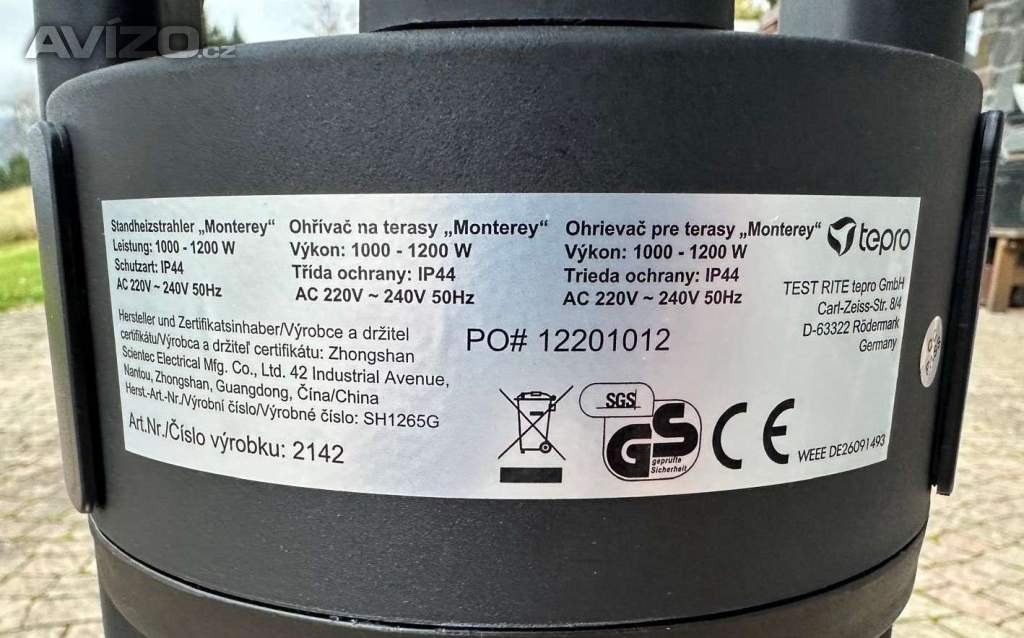 AVÍZO.cz
Standheizstrahler „Monterey“
Leistung: 1000 - 1200 W
Schutzart: IP44
AC 220V ~ 240V 50Hz
Ohřívač na terasy „Monterey“
Výkon: 1000 - 1200 W
Třída ochrany: IP44
AC 220V ~ 240V 50Hz
Ohrievač pre terasy „Monterey“
Výkon: 1000 - 1200 W
Trieda ochrany: IP44
AC 220V ~ 240V 50Hz
tepro
TEST RITE tepro GmbH
Carl-Zeiss-Str. 8/4
D-63322 Rödermark
Germany
Hersteller und Zertifikatsinhaber/Výrobce a držitel
certifikátu/Výrobca a držiteľ certifikátu: Zhongshan
Scientec Electrical Mfg. Co., Ltd. 42 Industrial Avenue,
Nantou, Zhongshan, Guangdong, Čína/China
Herst.-Art.-Nr./Výrobní číslo/Výrobné číslo: SH1265G
Art.Nr./Číslo výrobku: 2142
PO# 12201012
SGS
GS
geprüfte
Sicherheit
CE
WEEE DE26091493